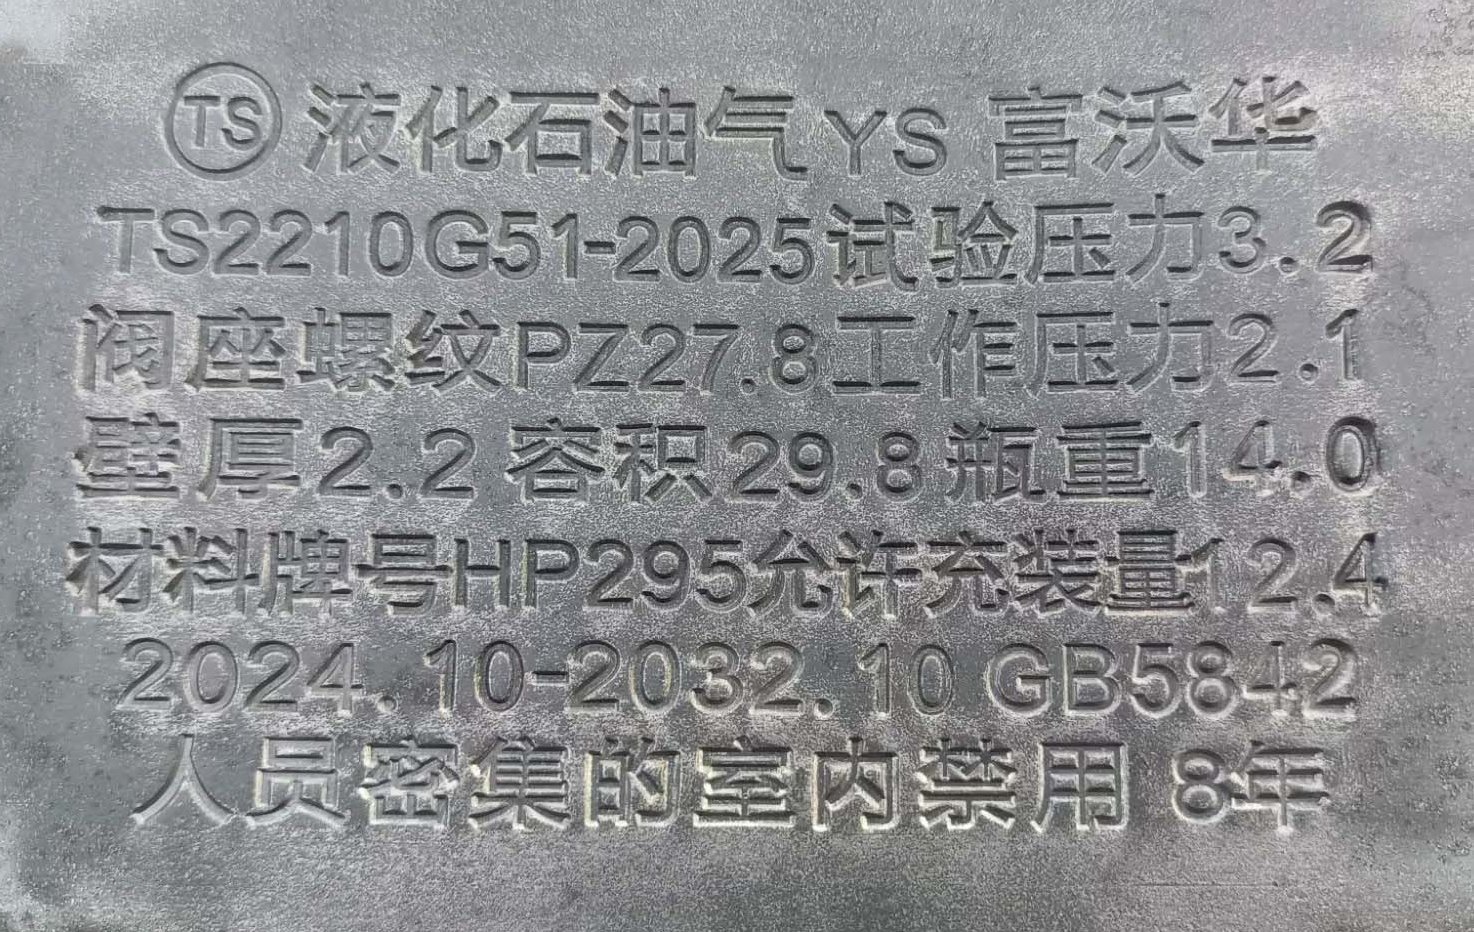 TS 液化石油气YS 富沃华
TS2210G51-2025试验压力3.2
阀座螺纹PZ27.8工作压力2.1
壁厚2.2 容积29.8 瓶重14.0
材料牌号HP295允许充装量12.4
2024.10-2032.10 GB5842
人员密集的室内禁用 8年